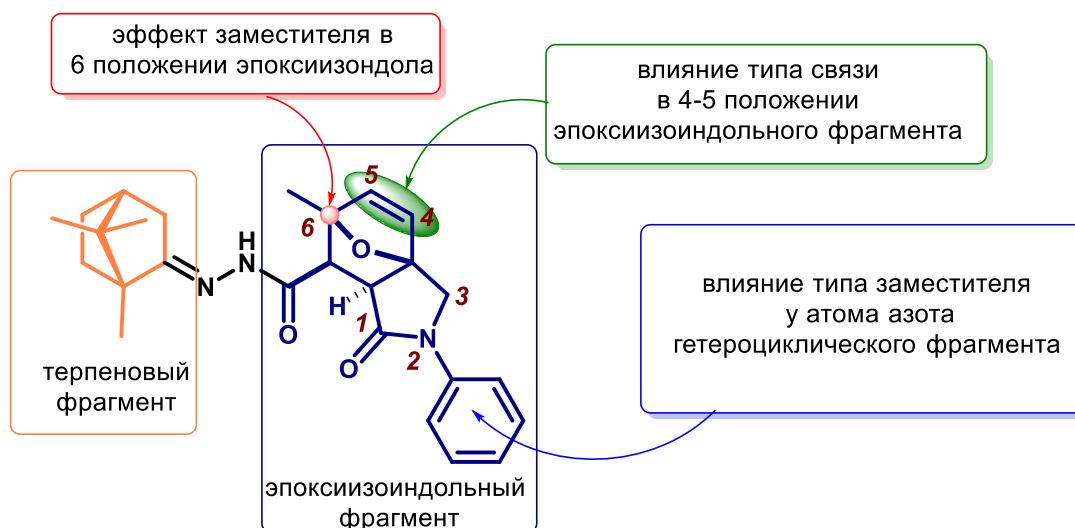 эффект заместителя в
6 положении эпоксиизондола
влияние типа связи
в 4-5 положении
эпоксиизоиндольного фрагмента
5
4
6
O
H
N
N
O
H
1
3
O
N
2
влияние типа заместителя
у атома азота
гетероциклического фрагмента
терпеновый
фрагмент
эпоксиизоиндольный
фрагмент